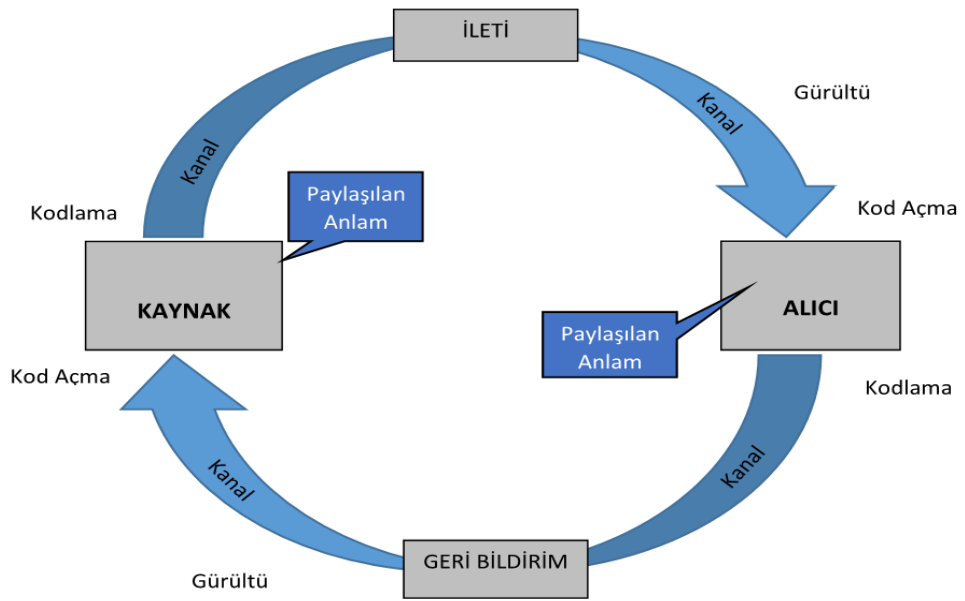 İLETİ
Gürültü
Kanal
Kanal
Paylaşılan
Anlam
Kodlama
Kod Açma
KAYNAK
ALICI
Paylaşılan
Anlam
Kod Açma
Kodlama
Kanal
Kanal
GERİ BİLDİRİM
Gürültü